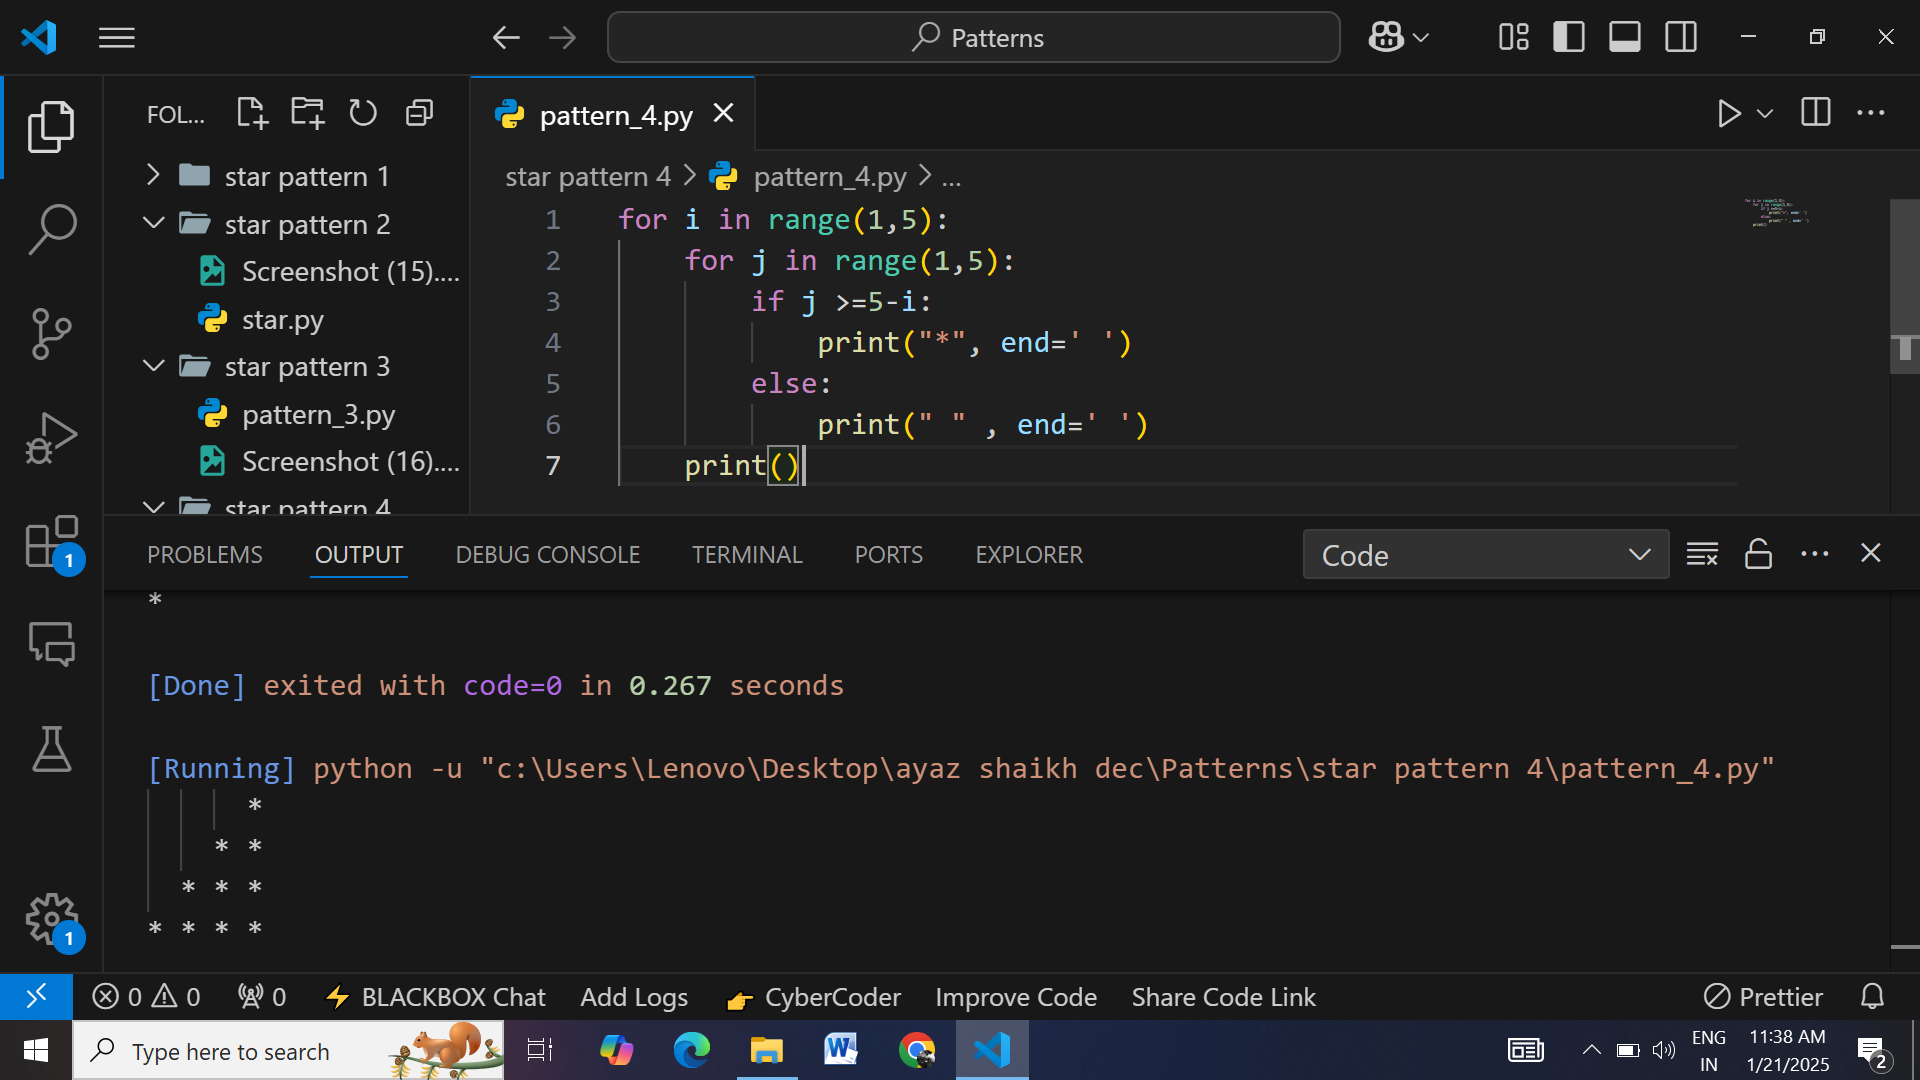 Patterns
FOL...
pattern_4.py
star pattern 1
star pattern 2
Screenshot (15)....
star.py
star pattern 3
pattern_3.py
Screenshot (16)....
star pattern 4
star pattern 4 > pattern_4.py > ...
1 for i in range(1,5):
2     for j in range(1,5):
3         if j >=5-i:
4             print("*", end=' ')
5         else:
6             print(" " , end=' ')
7     print()
PROBLEMS OUTPUT DEBUG CONSOLE TERMINAL PORTS EXPLORER Code
*
[Done] exited with code=0 in 0.267 seconds
[Running] python -u "c:\Users\Lenovo\Desktop\ayaz shaikh dec\Patterns\star pattern 4\pattern_4.py"
      *
    * *
  * * *
* * * *
1
1
0 0 0 BLACKBOX Chat Add Logs CyberCoder Improve Code Share Code Link Prettier
Type here to search
ENG
IN
11:38 AM
1/21/2025
2